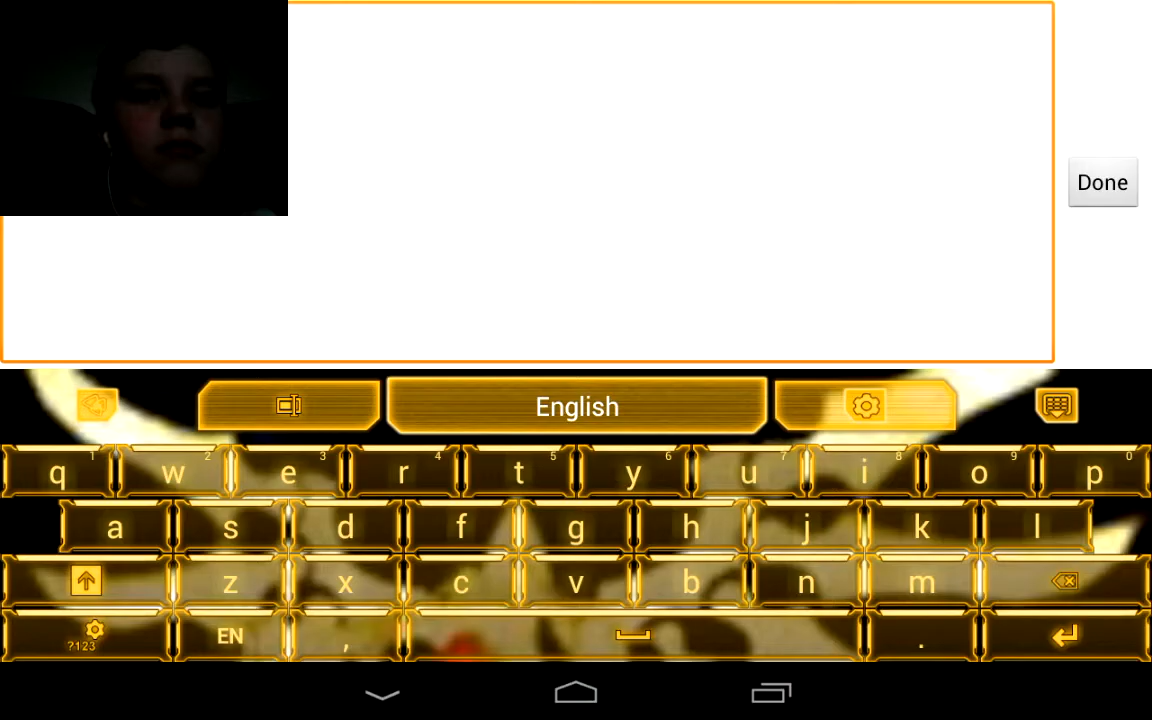 Done
English
1 2 3 4 5 6 7 8 9 0
q w e r t y u i o p
a s d f g h j k l
z x c v b n m
?123 EN , .